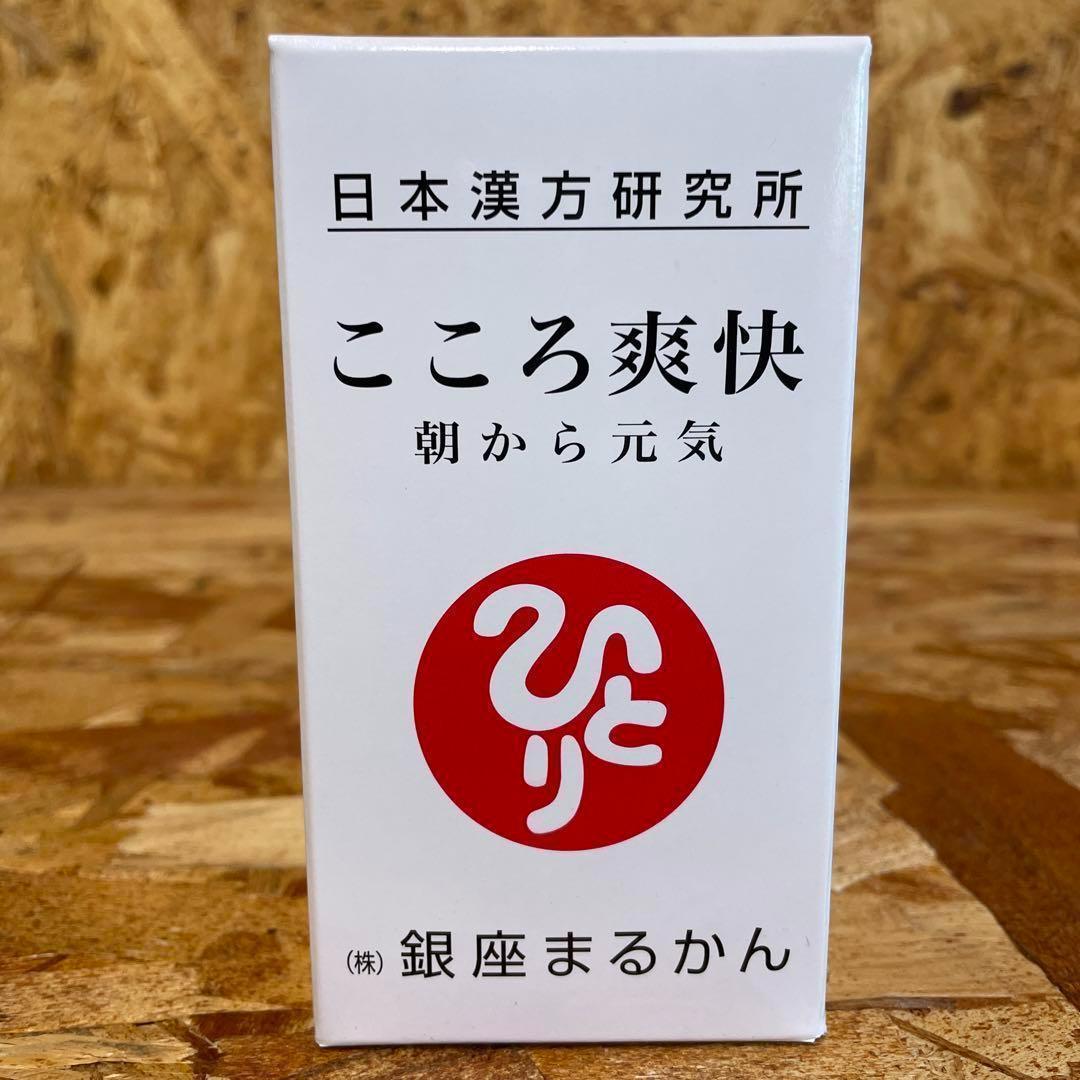 日本漢方研究所
こころ爽快
朝から元気
ひとり
(株)銀座まるかん